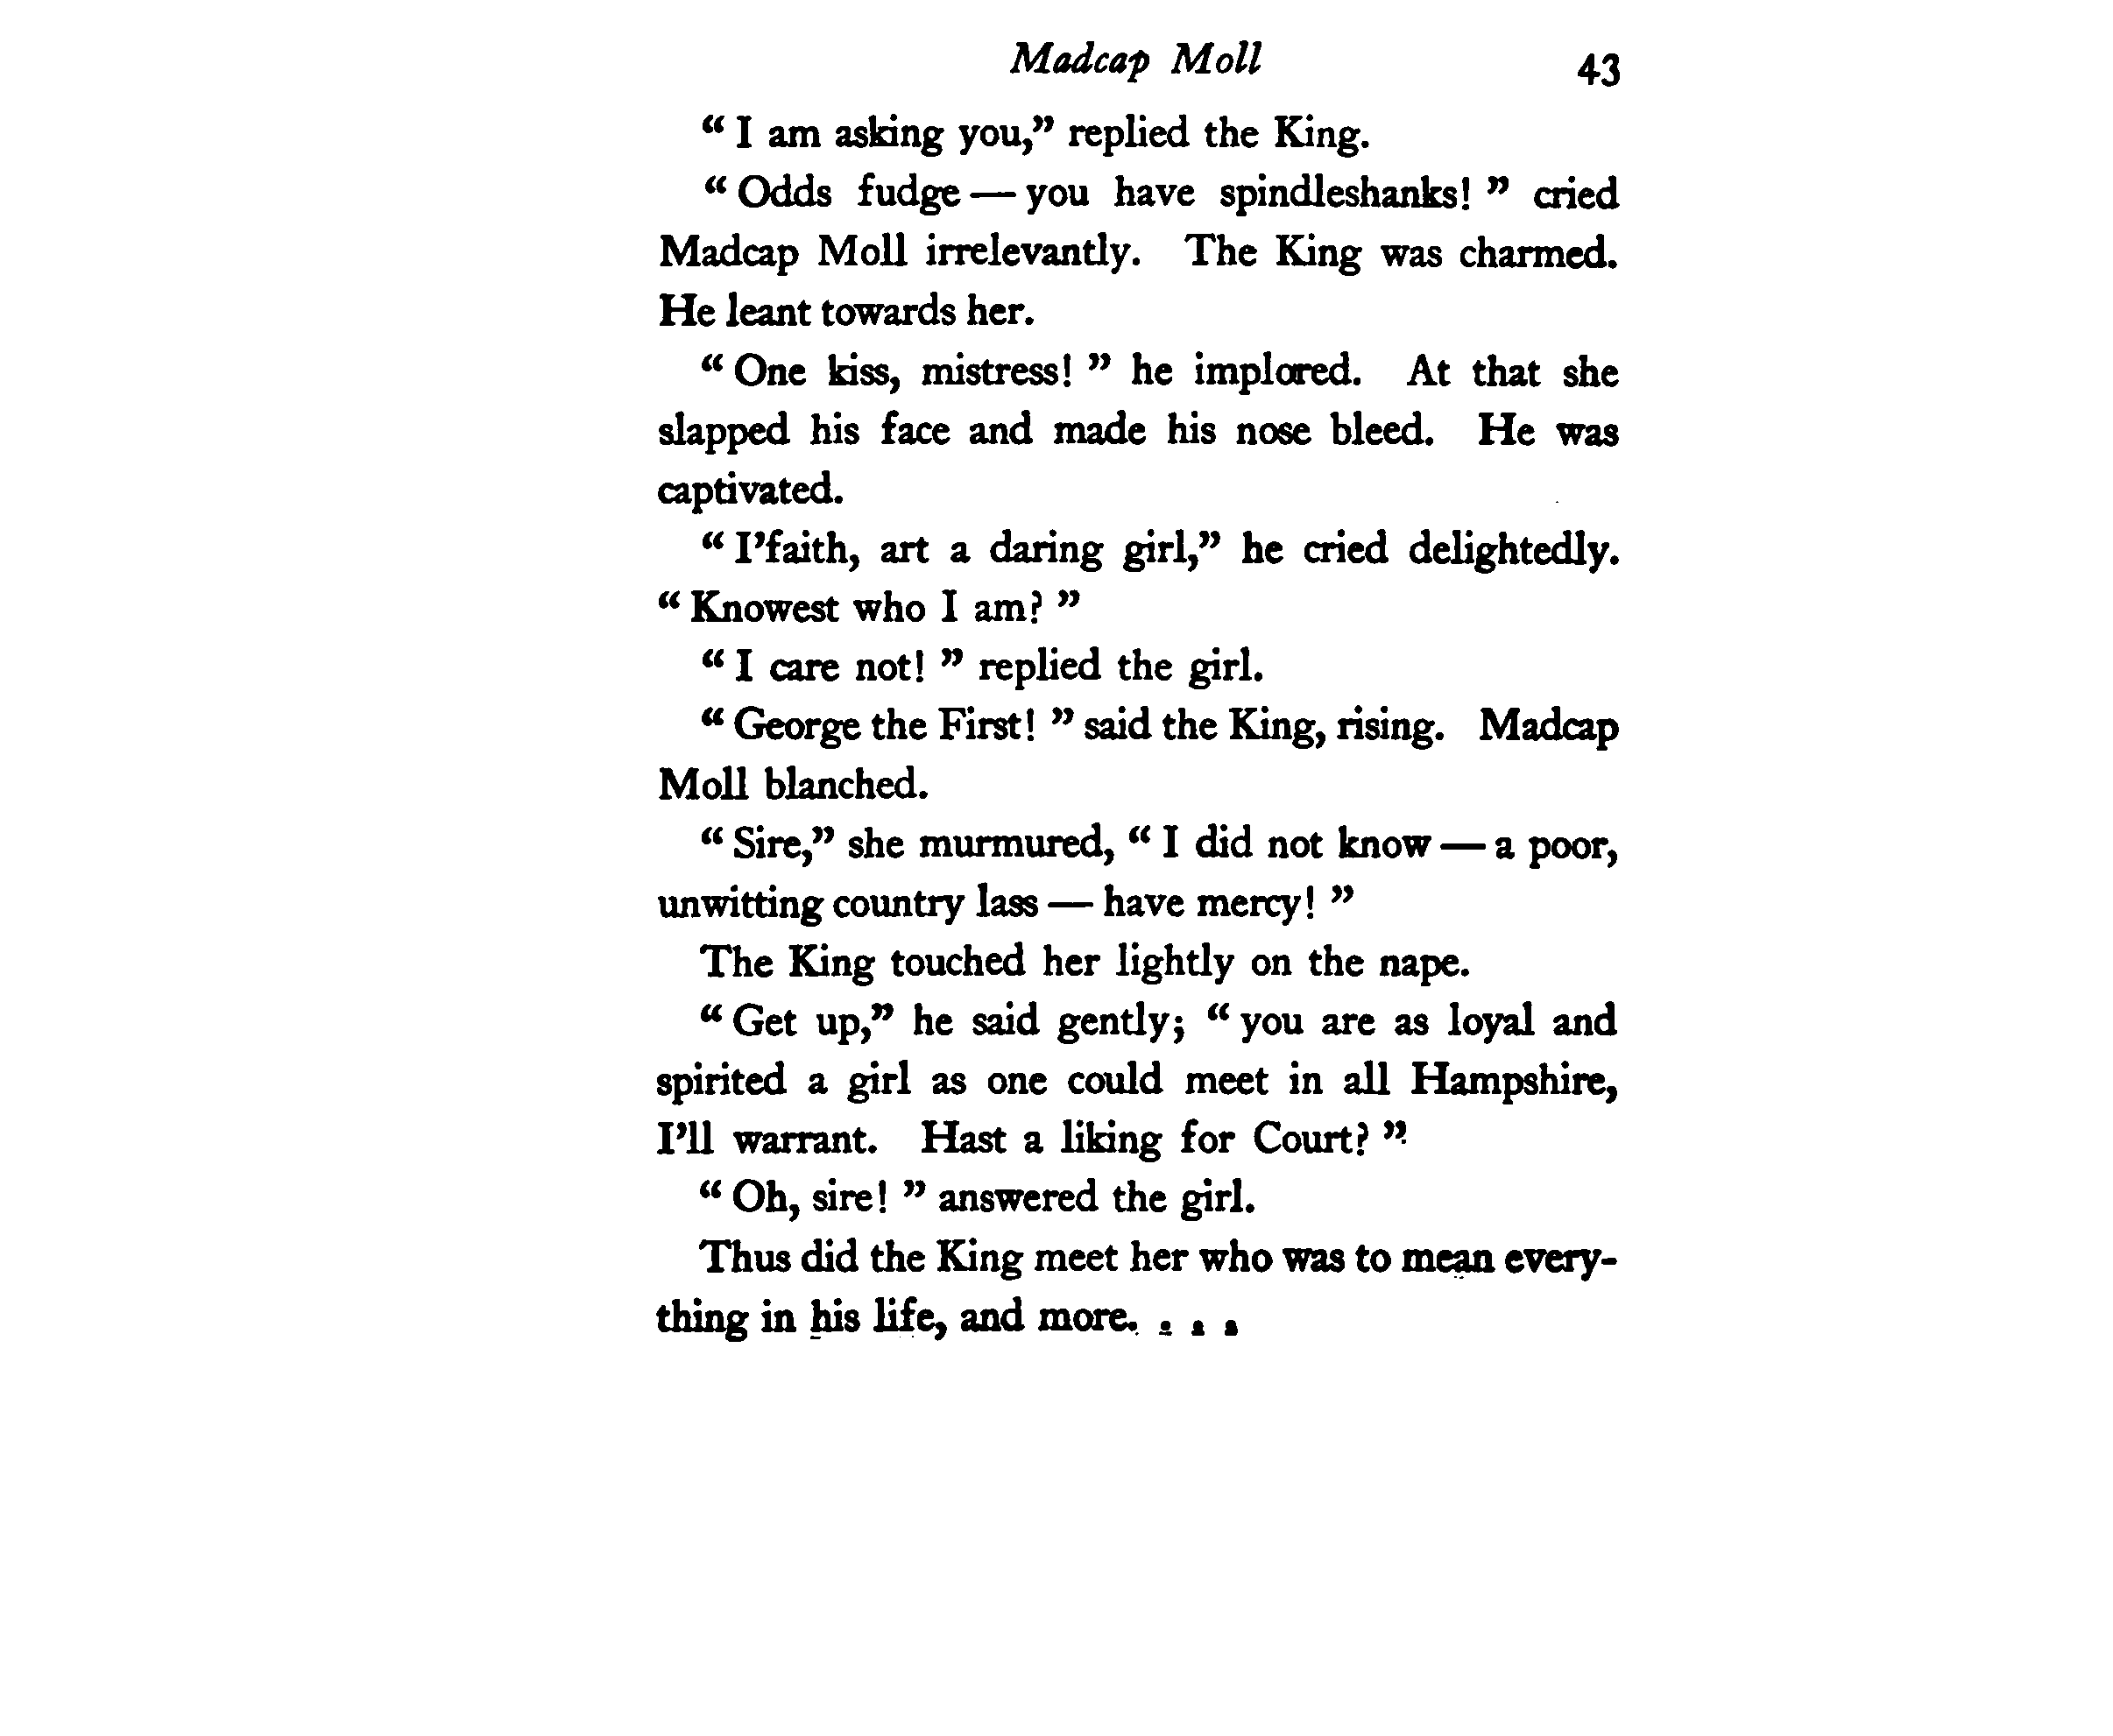 Madcap Moll 43
“ I am asking you,” replied the King.
“ Odds fudge — you have spindleshanks! ” cried
Madcap Moll irrelevantly. The King was charmed.
He leant towards her.
“ One kiss, mistress! ” he implored. At that she
slapped his face and made his nose bleed. He was
captivated.
“ I’faith, art a daring girl,” he cried delightedly.
“ Knowest who I am? ”
“ I care not! ” replied the girl.
“ George the First! ” said the King, rising. Madcap
Moll blanched.
“ Sire,” she murmured, “ I did not know — a poor,
unwitting country lass — have mercy! ”
The King touched her lightly on the nape.
“ Get up,” he said gently; “ you are as loyal and
spirited a girl as one could meet in all Hampshire,
I’ll warrant. Hast a liking for Court? ”
“ Oh, sire! ” answered the girl.
Thus did the King meet her who was to mean every-
thing in his life, and more. . . .